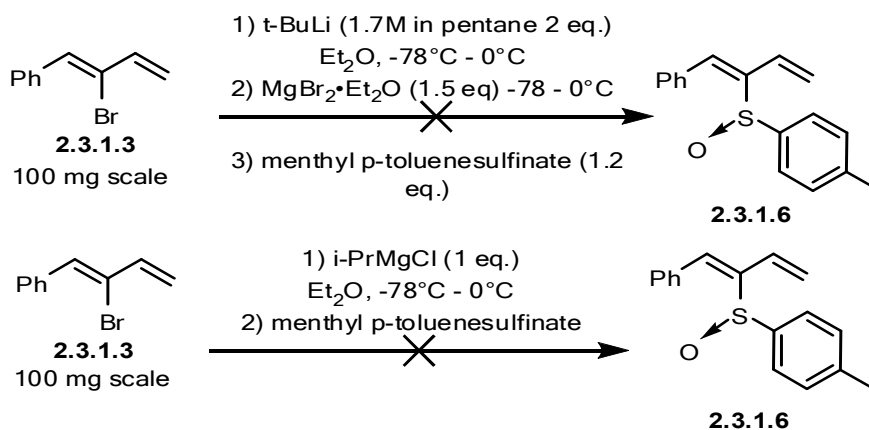 1) t-BuLi (1.7M in pentane 2 eq.)
Et2O, -78°C - 0°C
2) MgBr2•Et2O (1.5 eq) -78 - 0°C
3) menthyl p-toluenesulfinate (1.2
eq.)
Ph
Br
2.3.1.3
100 mg scale
Ph
S
O
2.3.1.6
1) i-PrMgCl (1 eq.)
Et2O, -78°C - 0°C
2) menthyl p-toluenesulfinate
Ph
Br
2.3.1.3
100 mg scale
Ph
S
O
2.3.1.6